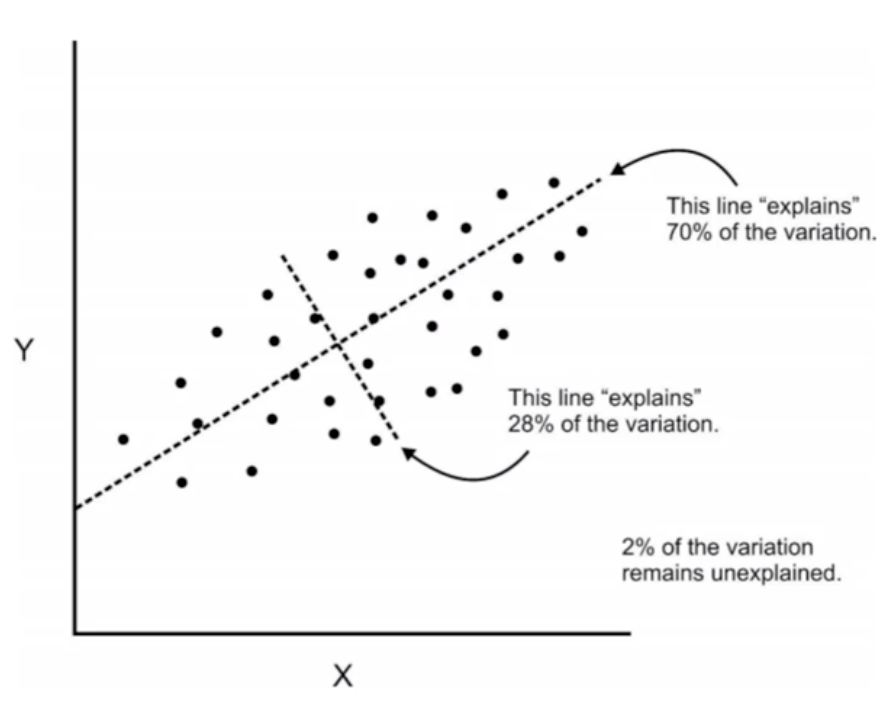 This line “explains”
70% of the variation.
Y
This line “explains”
28% of the variation.
2% of the variation
remains unexplained.
X